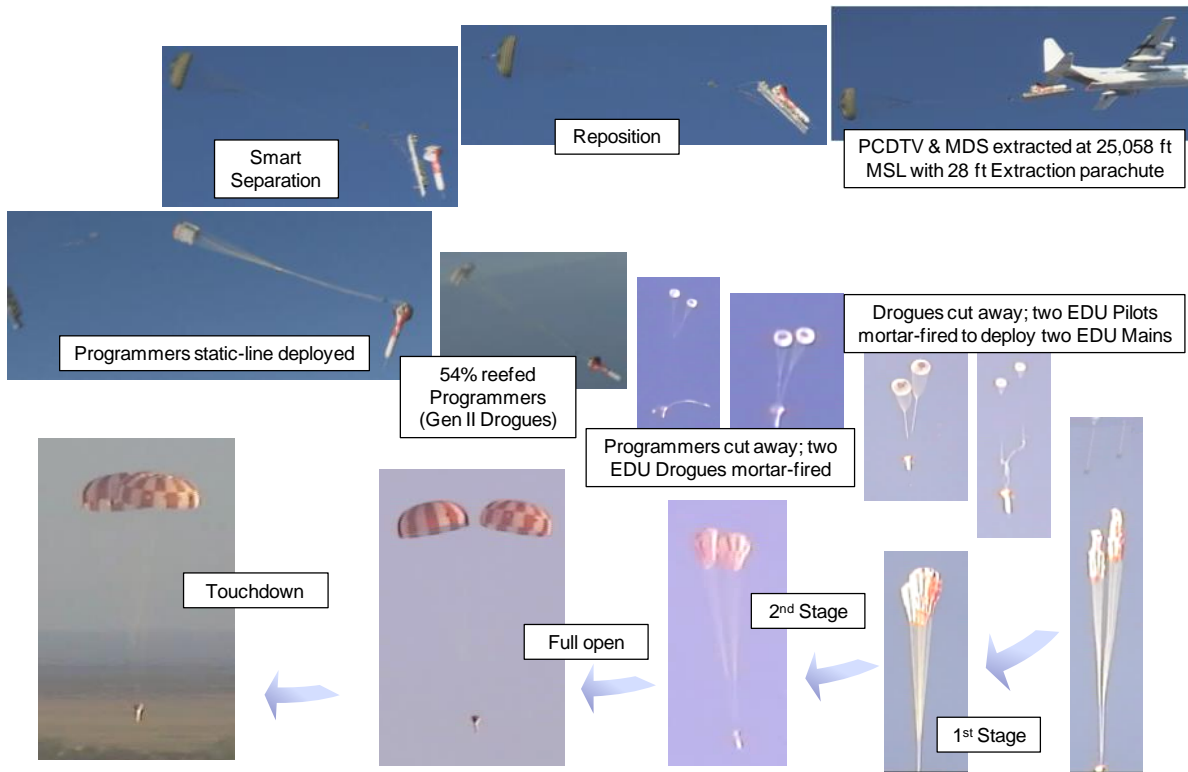 PCDTV & MDS extracted at 25,058 ft
MSL with 28 ft Extraction parachute
Reposition
Smart
Separation
Programmers static-line deployed
54% reefed
Programmers
(Gen II Drogues)
Programmers cut away; two
EDU Drogues mortar-fired
Drogues cut away; two EDU Pilots
mortar-fired to deploy two EDU Mains
1st Stage
2nd Stage
Full open
Touchdown